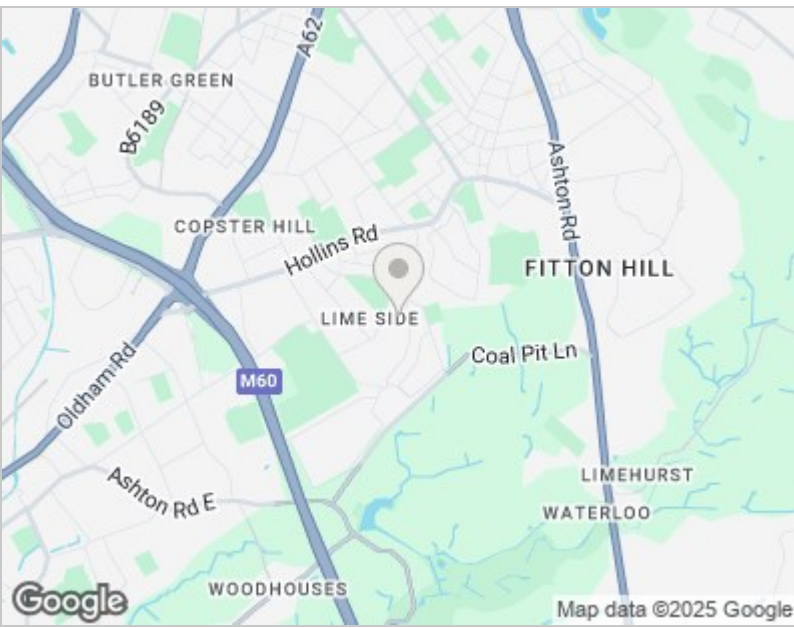 A62
BUTLER GREEN
B6189
Ashton Rd
COPSTER HILL
Hollins Rd
FITTON HILL
LIME SIDE
Coal Pit Ln
M60
Oldham Rd
Ashton Rd E
LIMEHURST
WATERLOO
WOODHOUSES
Google
Map data ©2025 Google